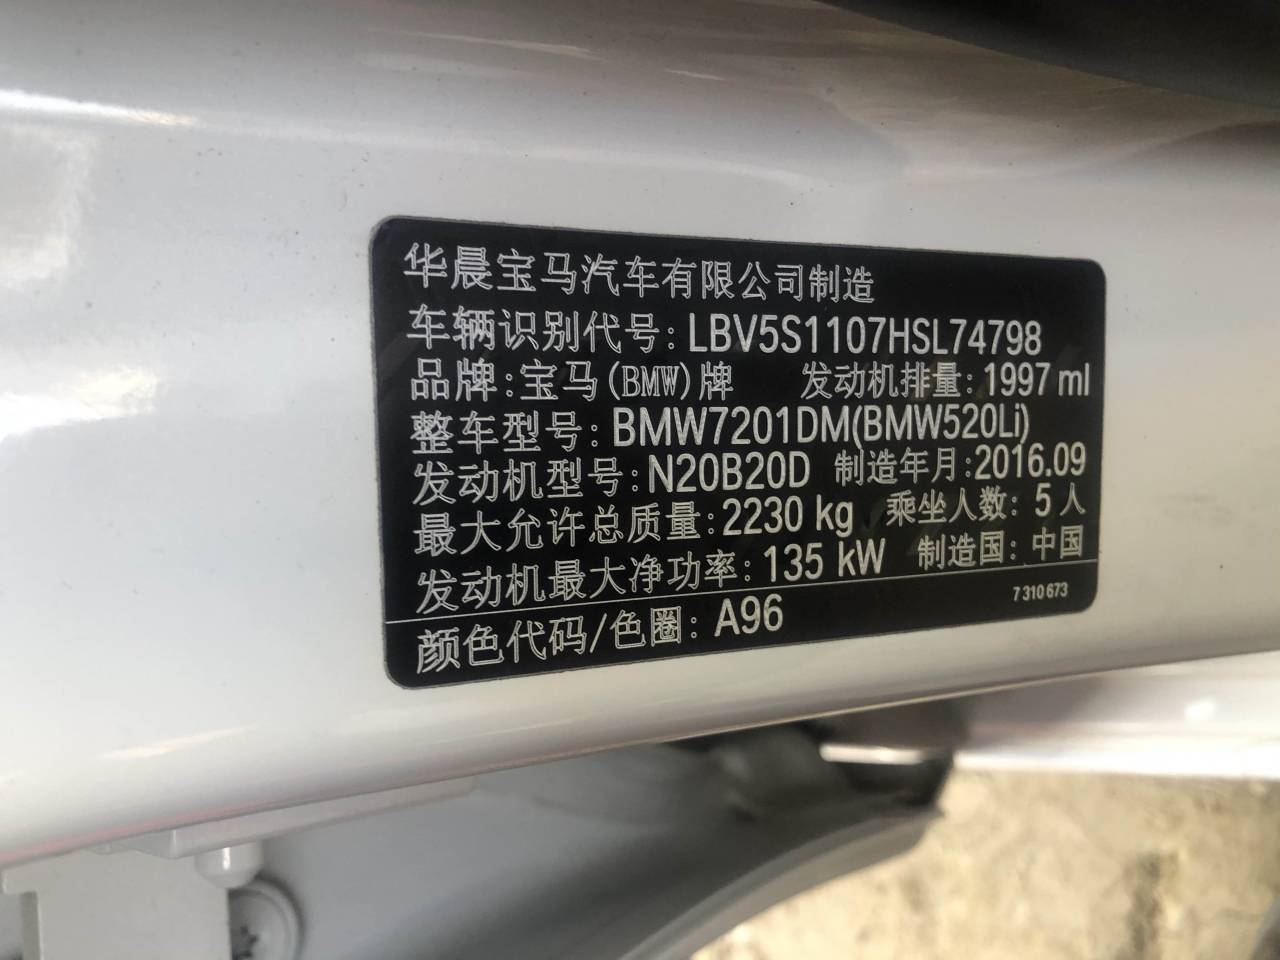 华晨宝马汽车有限公司制造
车辆识别代号: LBV5S1107HSL74798
品牌:宝马(BMW)牌 发动机排量: 1997 ml
整车型号: BMW7201DM(BMW520Li)
发动机型号: N20B20D 制造年月:2016.09
最大允许总质量: 2230 kg 乘坐人数: 5 人
发动机最大净功率: 135 kW 制造国: 中国
颜色代码/色圈: A96 7 310 673